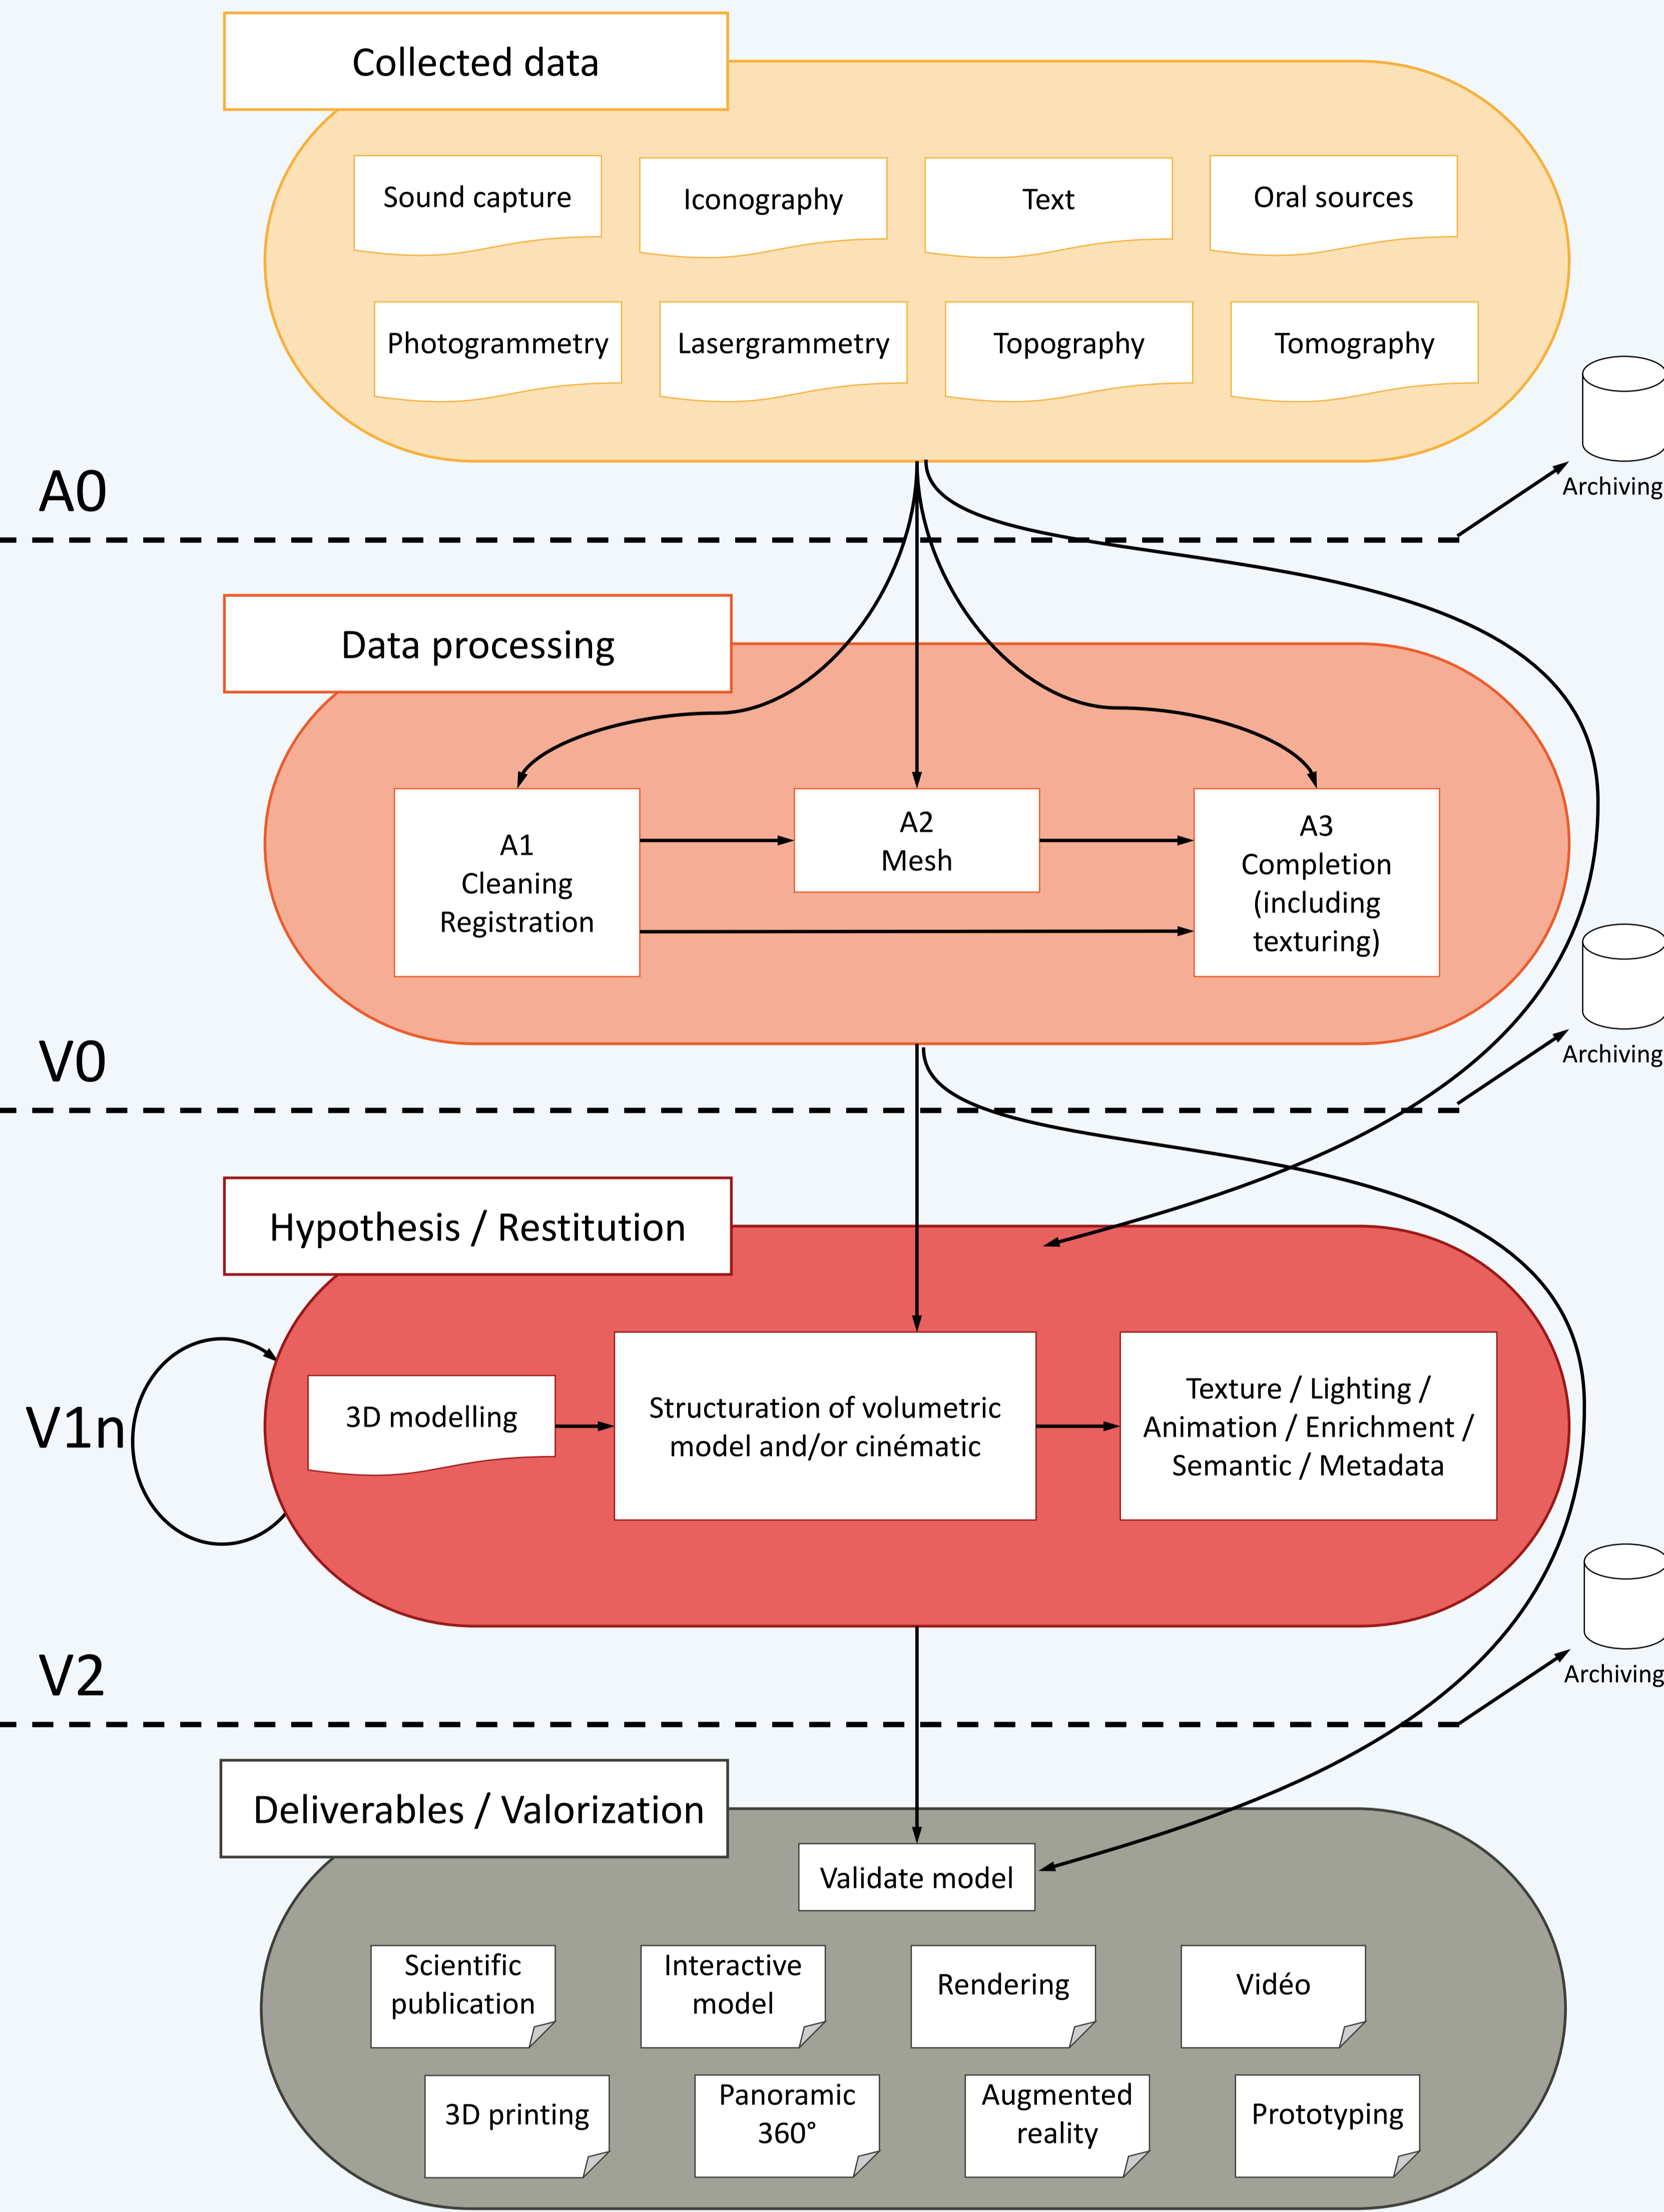 Collected data
Sound capture
Iconography
Text
Oral sources
Photogrammetry
Lasergrammetry
Topography
Tomography
Archiving
A0
Data processing
A1
Cleaning
Registration
A2
Mesh
A3
Completion
(including
texturing)
Archiving
V0
Hypothesis / Restitution
V1n
3D modelling
Structuration of volumetric
model and/or cinématic
Texture / Lighting /
Animation / Enrichment /
Semantic / Metadata
Archiving
V2
Deliverables / Valorization
Validate model
Scientific
publication
Interactive
model
Rendering
Vidéo
3D printing
Panoramic
360°
Augmented
reality
Prototyping